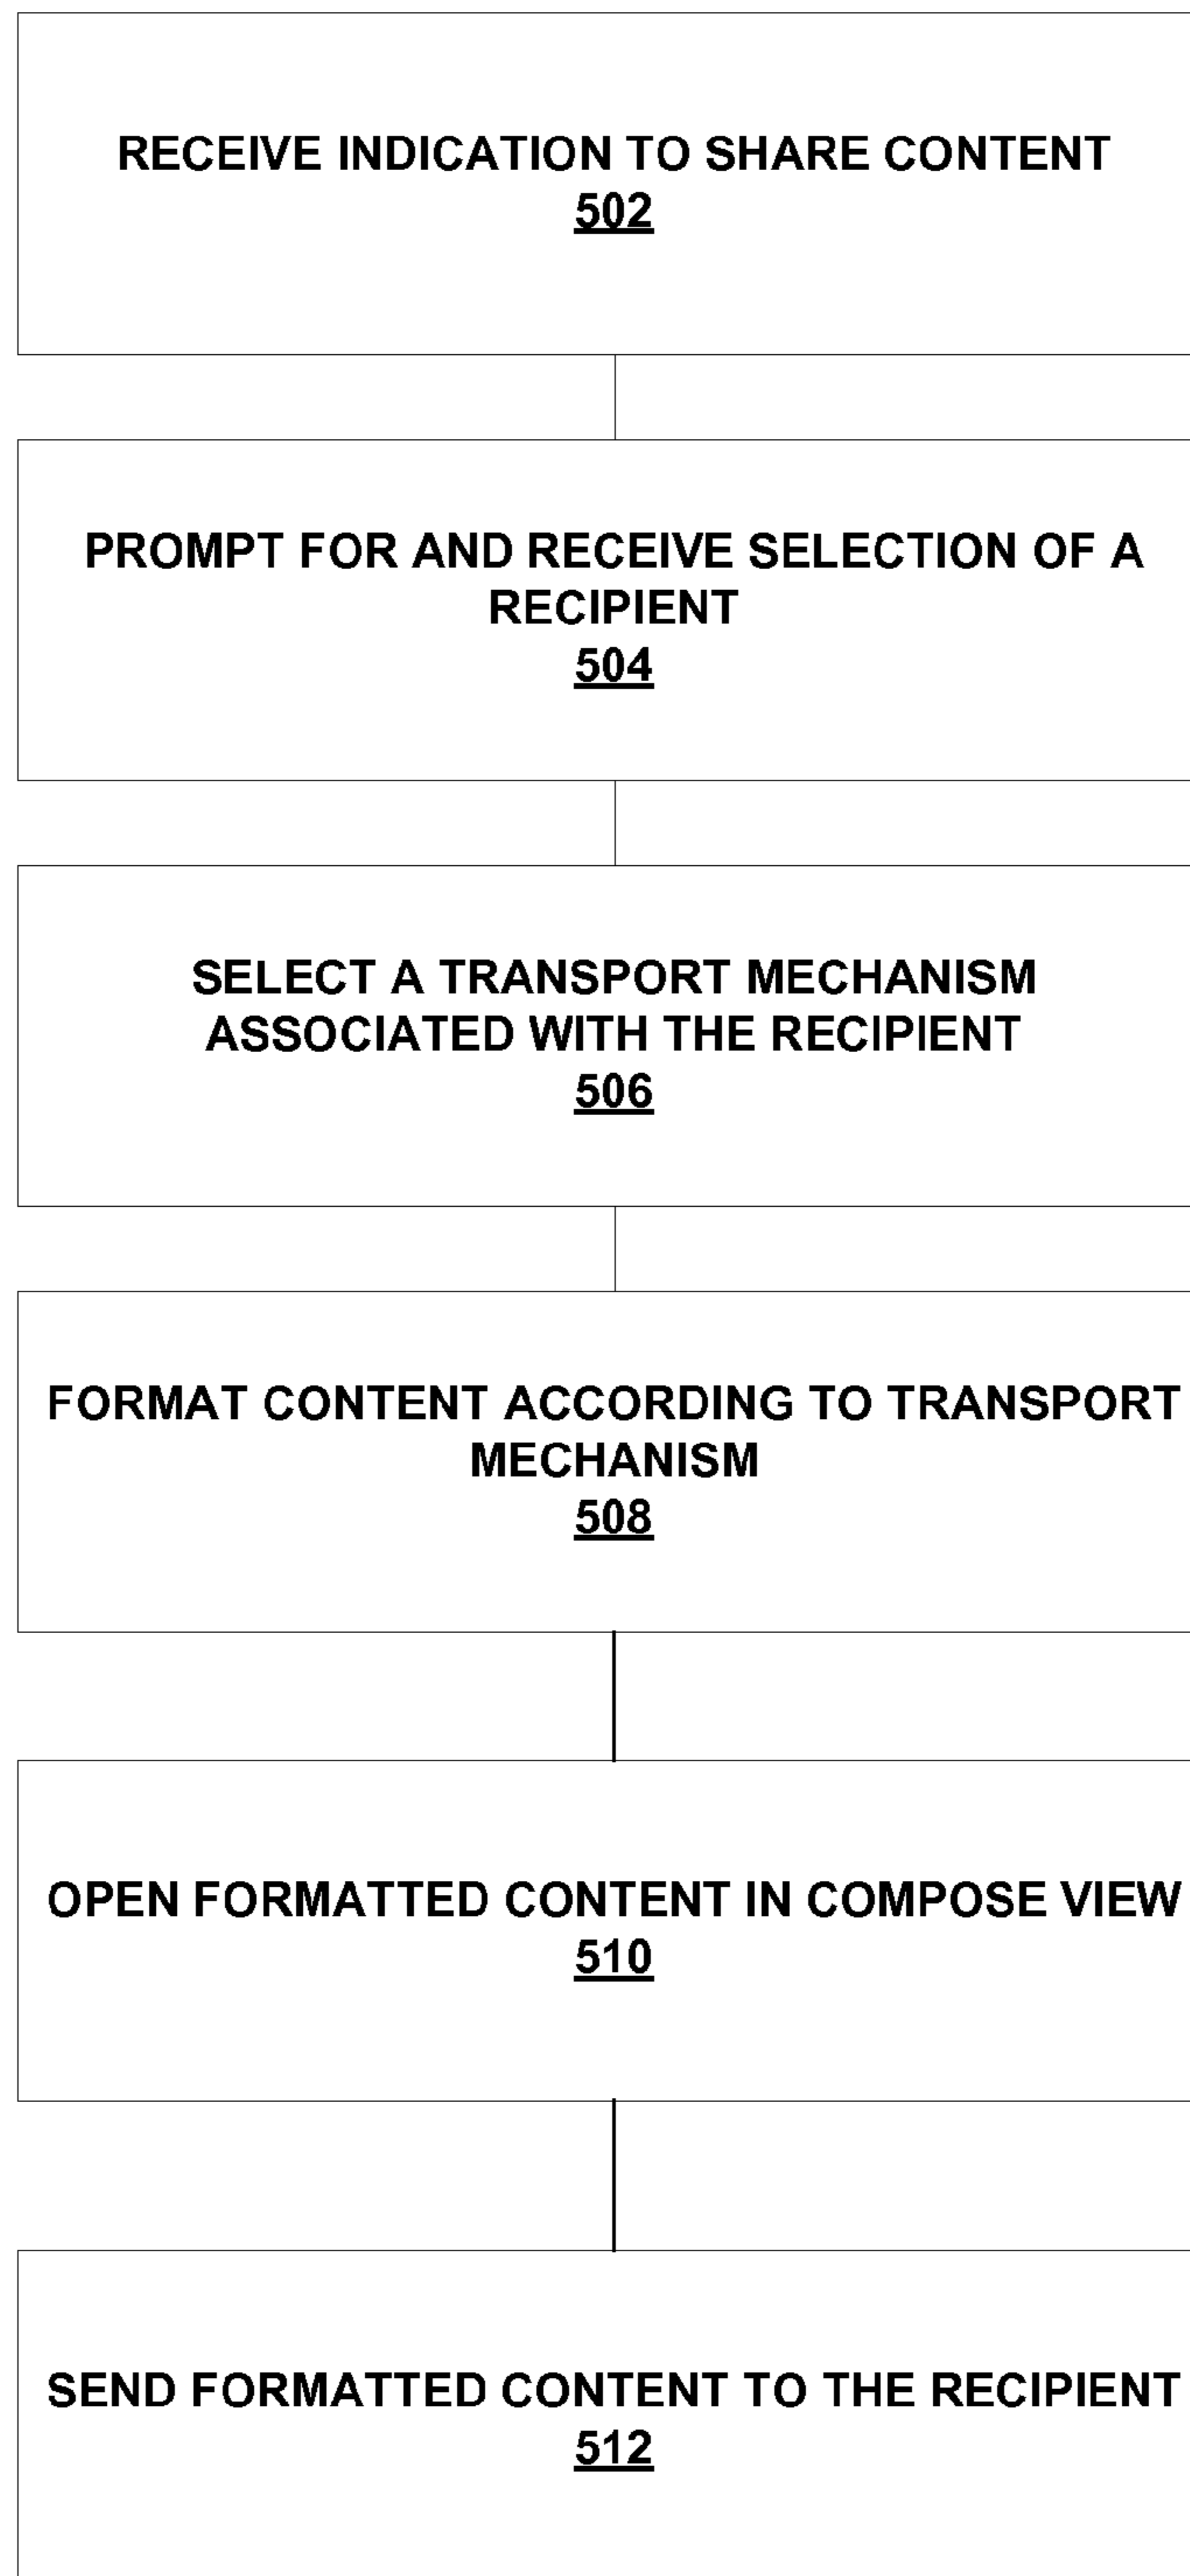 RECEIVE INDICATION TO SHARE CONTENT
502
PROMPT FOR AND RECEIVE SELECTION OF A
RECIPIENT
504
SELECT A TRANSPORT MECHANISM
ASSOCIATED WITH THE RECIPIENT
506
FORMAT CONTENT ACCORDING TO TRANSPORT
MECHANISM
508
OPEN FORMATTED CONTENT IN COMPOSE VIEW
510
SEND FORMATTED CONTENT TO THE RECIPIENT
512